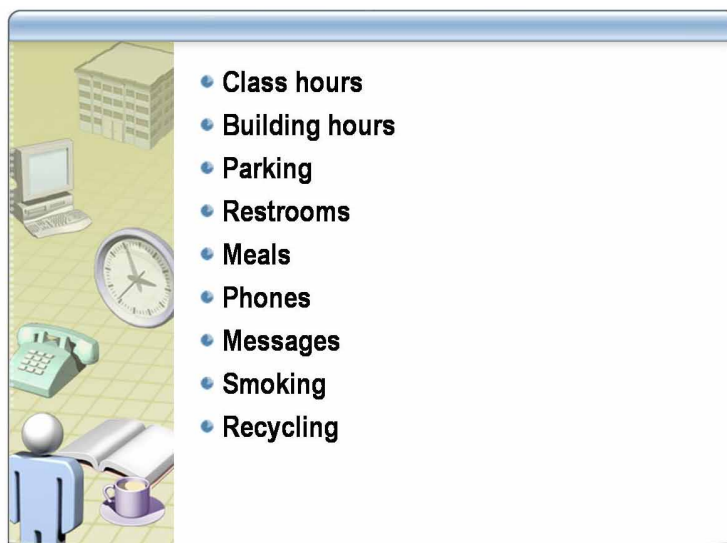 Class hours
Building hours
Parking
Restrooms
Meals
Phones
Messages
Smoking
Recycling